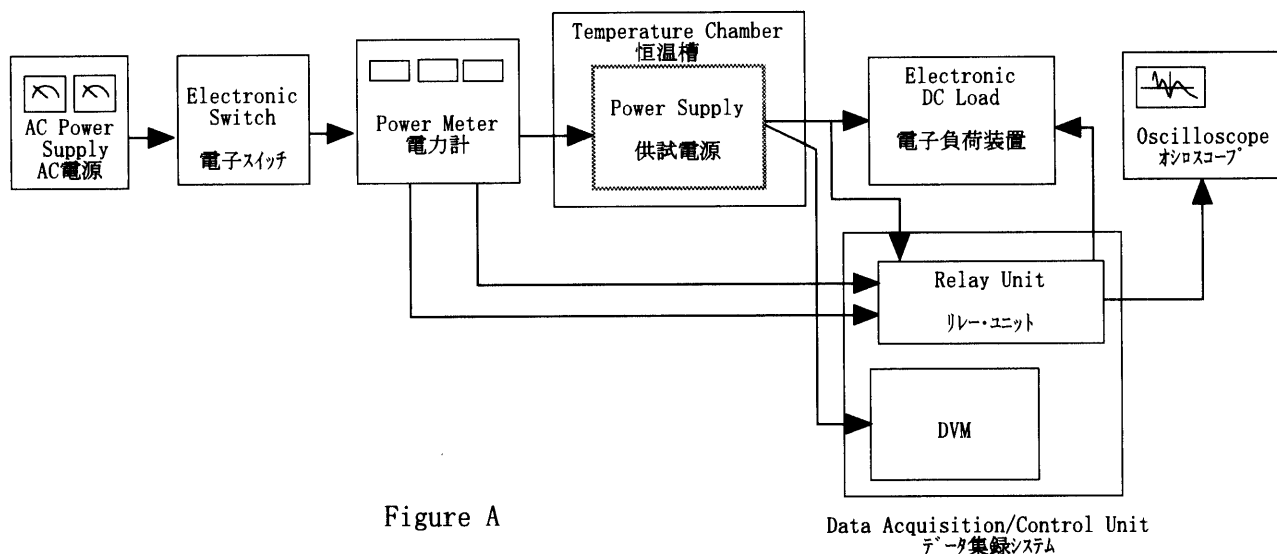 AC Power
Supply
AC電源
Electronic
Switch
電子スイッチ
Power Meter
電力計
Temperature Chamber
恒温槽
Power Supply
供試電源
Electronic
DC Load
電子負荷装置
Oscilloscope
オシロスコープ
Relay Unit
リレー・ユニット
DVM
Data Acquisition/Control Unit
データ集録システム
Figure A